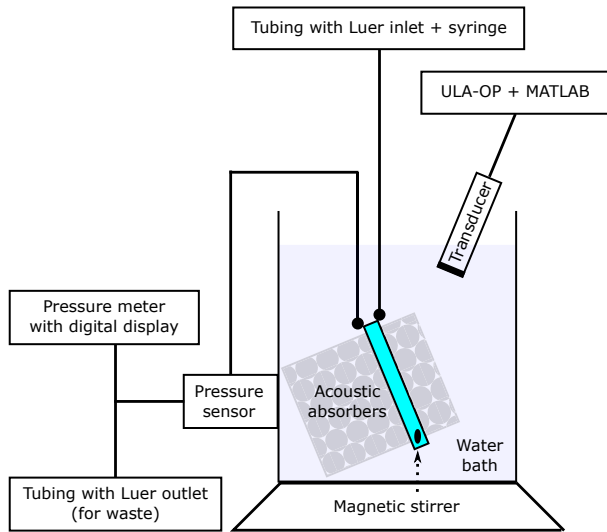 Tubing with Luer inlet + syringe
ULA-OP + MATLAB
Transducer
Pressure meter
with digital display
Pressure
sensor
Acoustic
absorbers
Water
bath
Tubing with Luer outlet
(for waste)
Magnetic stirrer